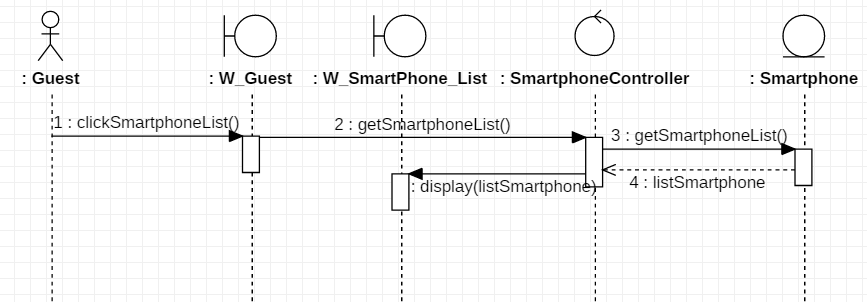 : Guest
: W_Guest
: W_SmartPhone_List
: SmartphoneController
: Smartphone
1 : clickSmartphoneList()
2 : getSmartphoneList()
3 : getSmartphoneList()
: display(listSmartphone)
4 : listSmartphone